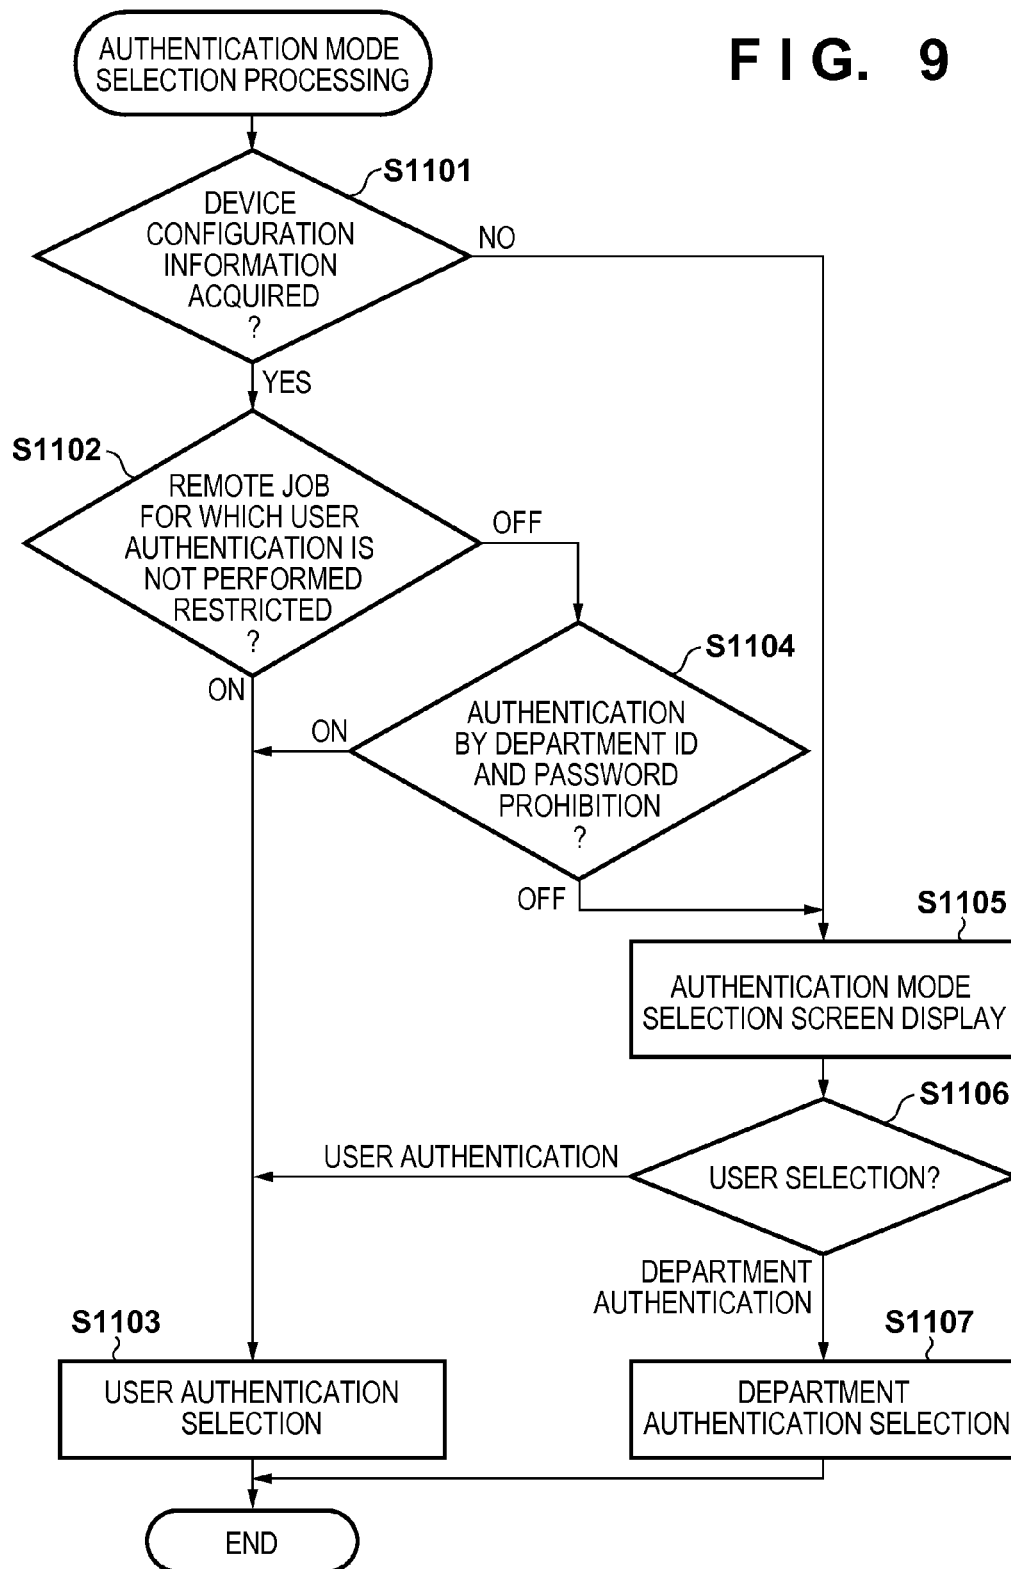 FIG. 9
AUTHENTICATION MODE
SELECTION PROCESSING
S1101
DEVICE
CONFIGURATION
INFORMATION
ACQUIRED
?
NO
YES
S1102
REMOTE JOB
FOR WHICH USER
AUTHENTICATION IS
NOT PERFORMED
RESTRICTED
?
OFF
ON
S1104
AUTHENTICATION
BY DEPARTMENT ID
AND PASSWORD
PROHIBITION
?
ON
OFF
S1105
AUTHENTICATION MODE
SELECTION SCREEN DISPLAY
S1106
USER SELECTION?
USER AUTHENTICATION
DEPARTMENT
AUTHENTICATION
S1103
USER AUTHENTICATION
SELECTION
S1107
DEPARTMENT
AUTHENTICATION SELECTION
END